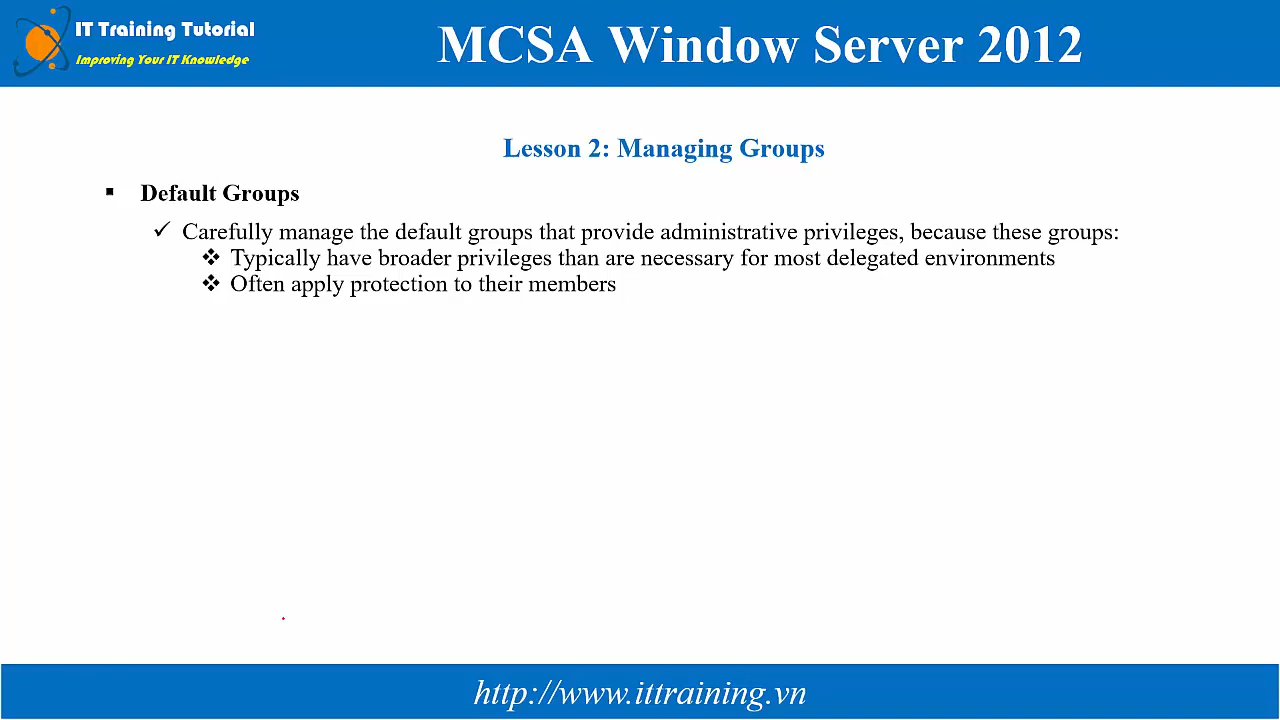 IT Training Tutorial
Improving Your IT Knowledge
MCSA Window Server 2012
Lesson 2: Managing Groups
▪ Default Groups
✓ Carefully manage the default groups that provide administrative privileges, because these groups:
❖ Typically have broader privileges than are necessary for most delegated environments
❖ Often apply protection to their members
http://www.ittraining.vn